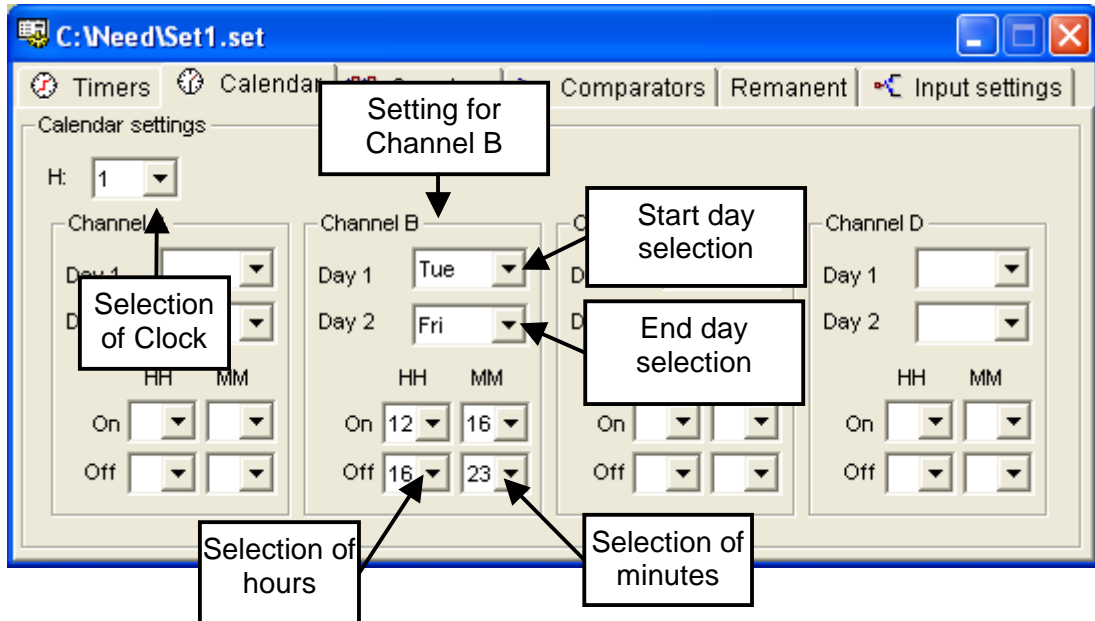 C:\Need\Set1.set
Timers Calendar Comparators Remanent Input settings
Setting for
Channel B
Calendar settings
H: 1
Channel
Day 1
Selection
of Clock
HH MM
On
Off
Channel B
Day 1 Tue
Day 2 Fri
HH MM
On 12 16
Off 16 23
Start day
selection
End day
selection
On
Off
Channel D
Day 1
Day 2
HH MM
On
Off
Selection of
hours
Selection of
minutes